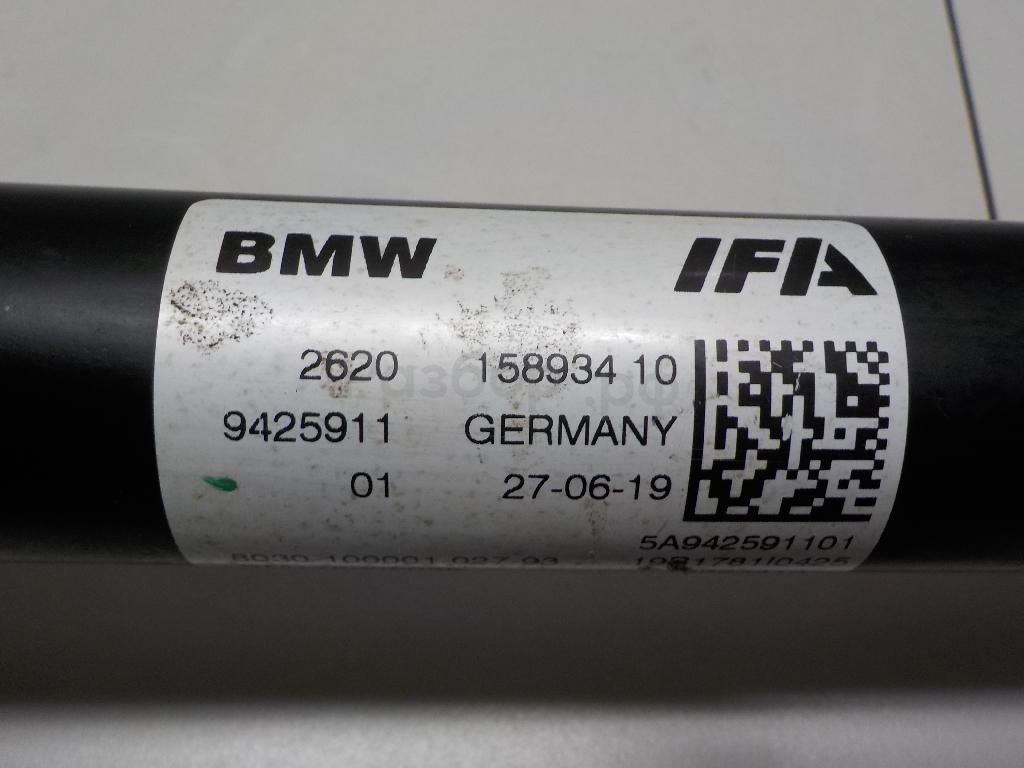 BMW IFA
2620 158934 10
9425911 GERMANY
01 27-06-19
5A942591101